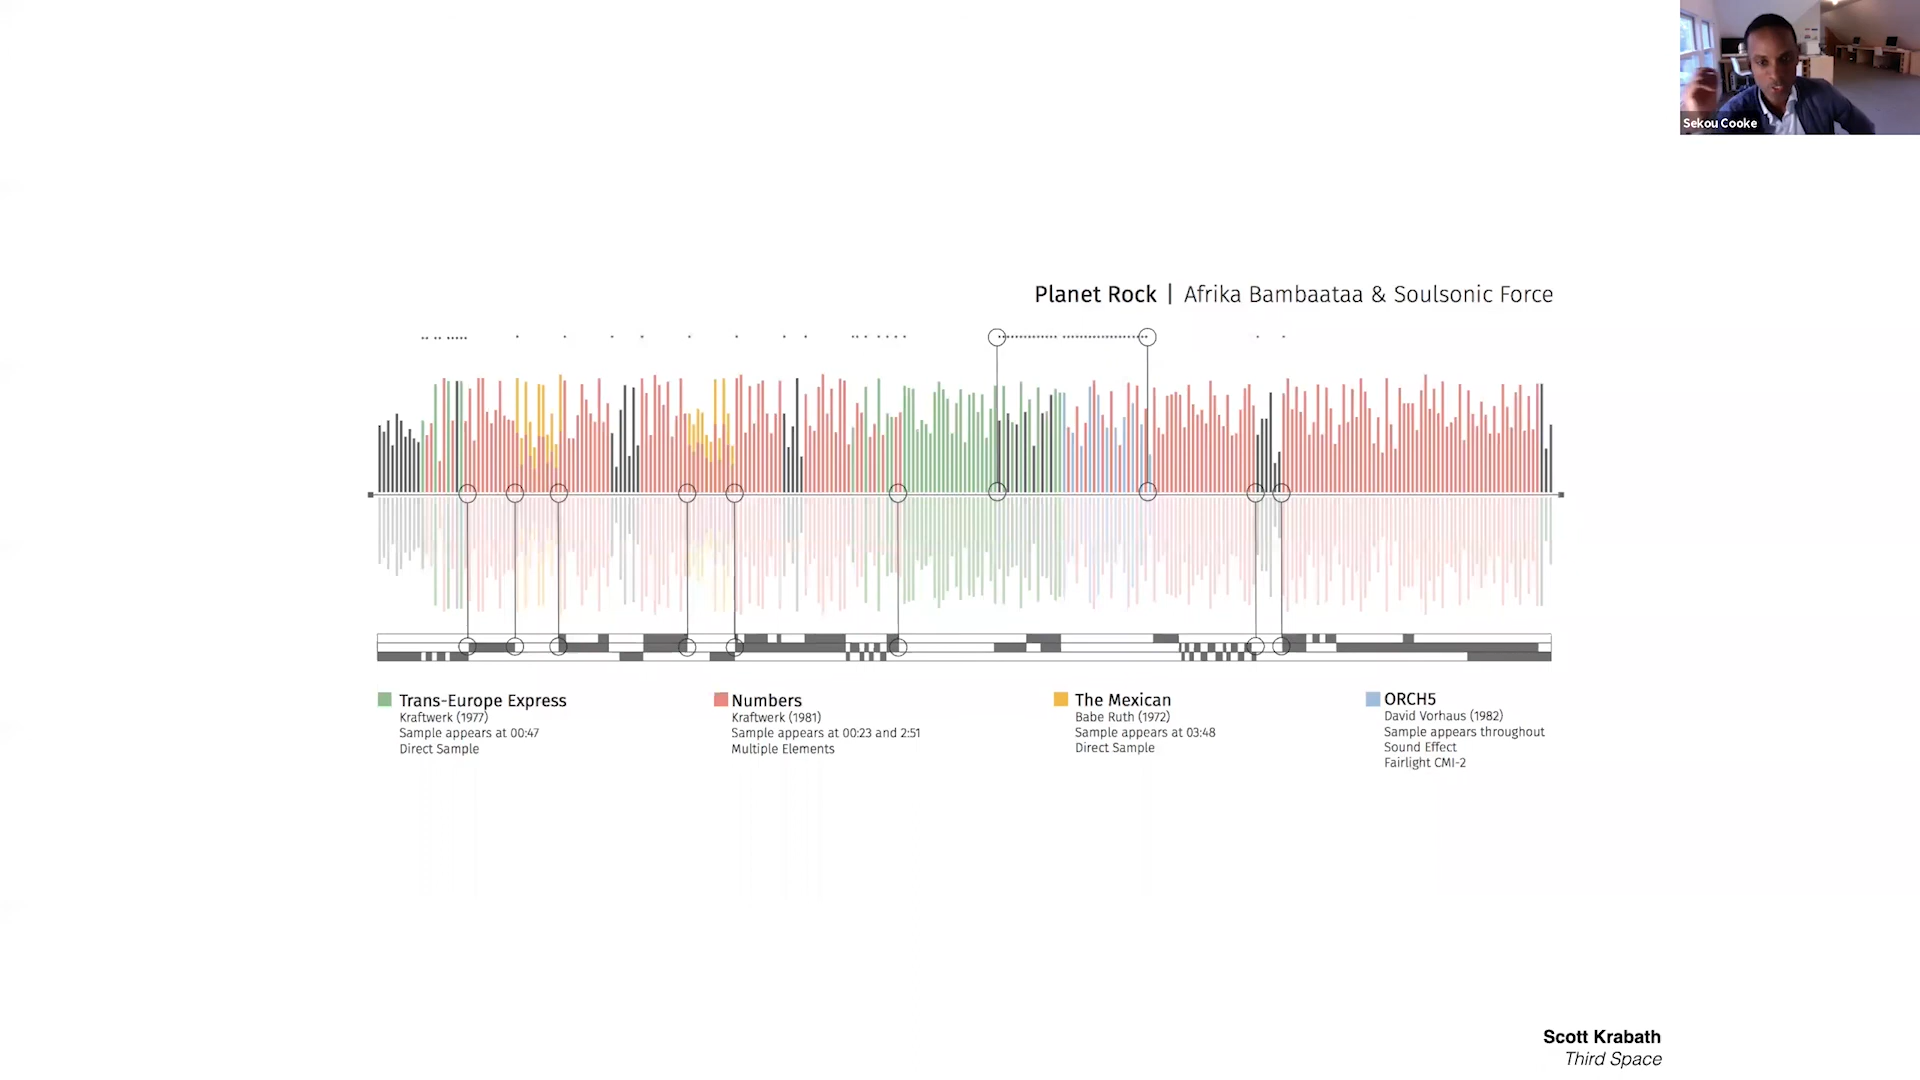 Sekou Cooke
Planet Rock | Afrika Bambaataa & Soulsonic Force
Trans-Europe Express
Kraftwerk (1977)
Sample appears at 00:47
Direct Sample
Numbers
Kraftwerk (1981)
Sample appears at 00:23 and 2:51
Multiple Elements
The Mexican
Babe Ruth (1972)
Sample appears at 03:48
Direct Sample
ORCH5
David Vorhaus (1982)
Sample appears throughout
Sound Effect
Fairlight CMI-2
Scott Krabath
Third Space